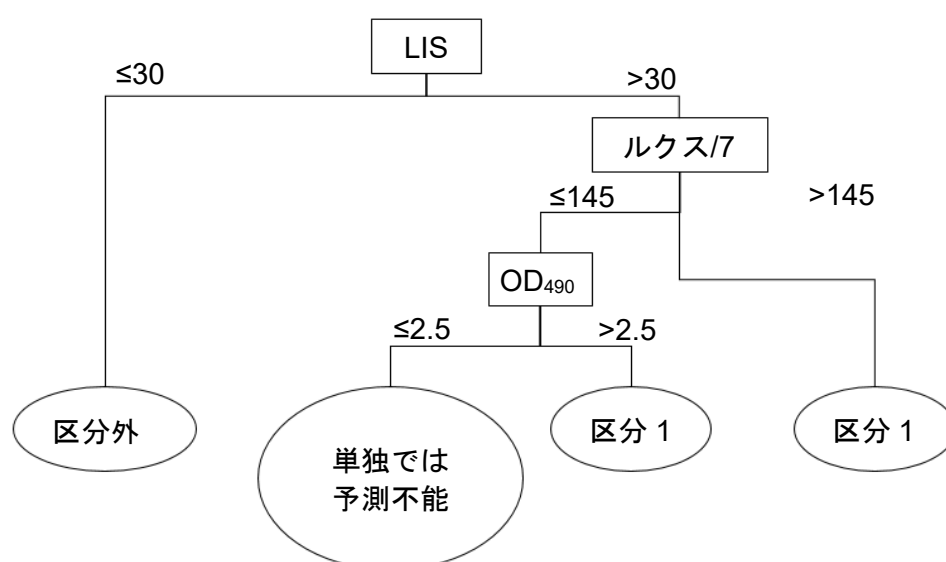 LIS
≤30
>30
ルクス/7
≤145
>145
OD₄₉₀
≤2.5
>2.5
区分外
単独では
予測不能
区分 1
区分 1